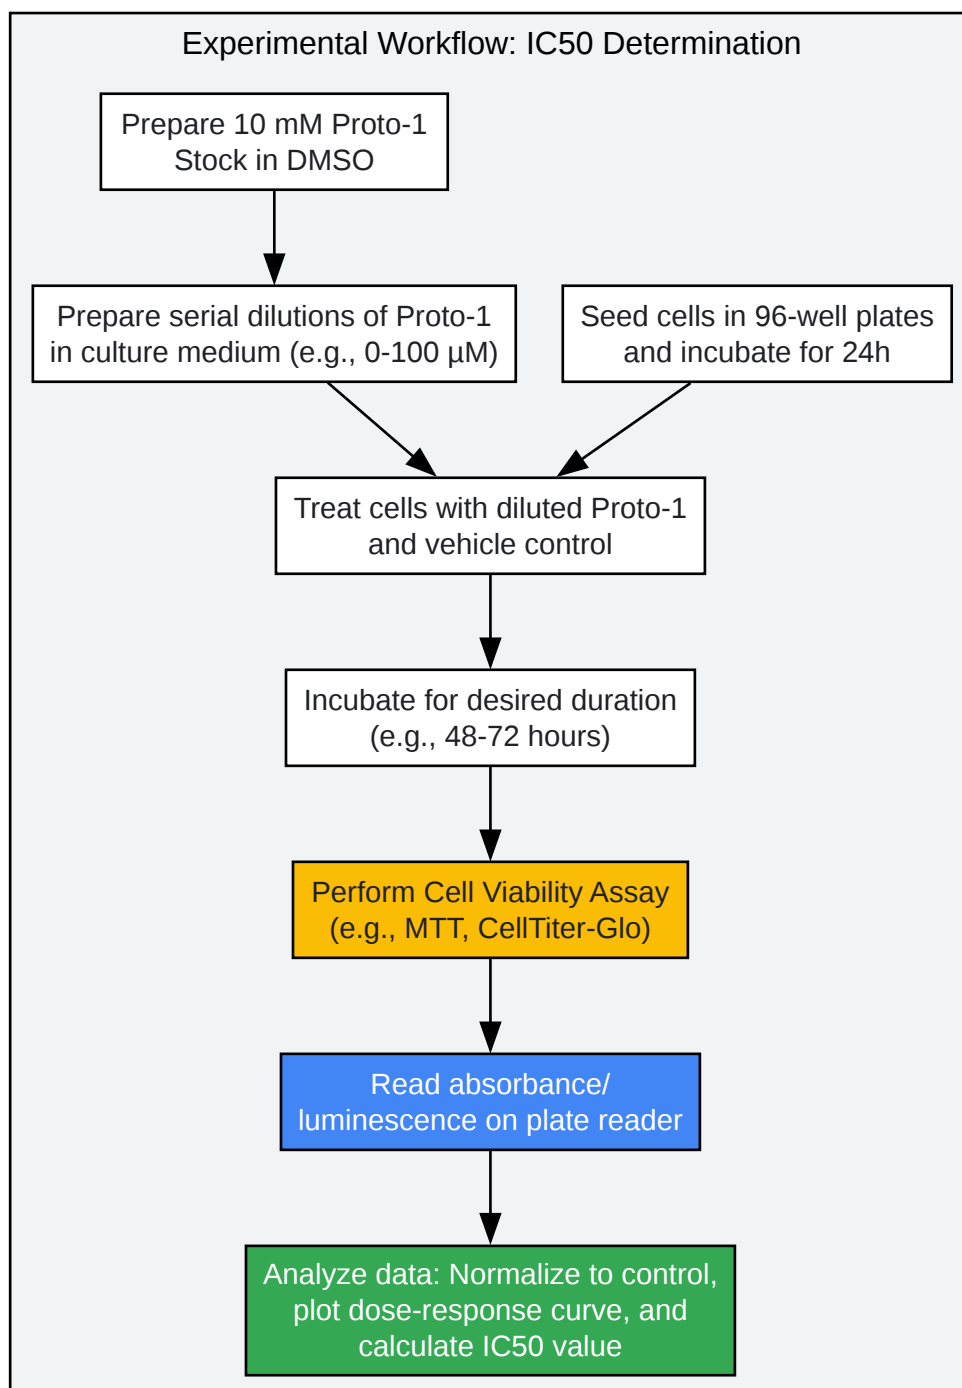 Experimental Workflow: IC50 Determination
Prepare 10 mM Proto-1
Stock in DMSO
Prepare serial dilutions of Proto-1
in culture medium (e.g., 0-100 µM)
Seed cells in 96-well plates
and incubate for 24h
Treat cells with diluted Proto-1
and vehicle control
Incubate for desired duration
(e.g., 48-72 hours)
Perform Cell Viability Assay
(e.g., MTT, CellTiter-Glo)
Read absorbance/
luminescence on plate reader
Analyze data: Normalize to control,
plot dose-response curve, and
calculate IC50 value